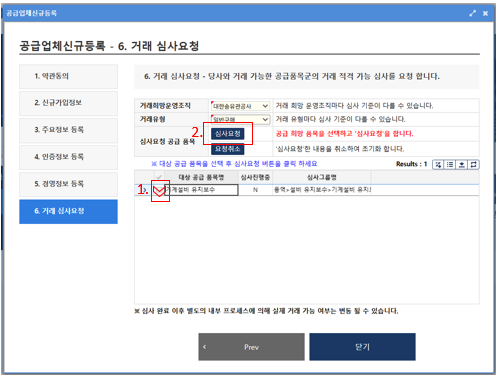 공급업체신규등록
공급업체신규등록 - 6. 거래 심사요청
1. 약관동의
2. 신규가입정보
3. 주요정보 등록
4. 인증정보 등록
5. 경영정보 등록
6. 거래 심사요청
6. 거래 심사요청 - 당사와 거래 가능한 공급품목군의 거래 적격 가능 심사를 요청 합니다.
거래희망운영조직 대한송유관공사 거래 희망 운영조직마다 심사 기준이 다를 수 있습니다.
거래유형 일반구매 거래 유형마다 심사 기준이 다를 수 있습니다.
2. 심사요청 공급 희망 품목을 선택하고 '심사요청'을 합니다.
심사요청 공급 품목
요청취소 '심사요청'한 내용을 취소하여 초기화 합니다.
※ 대상 공급 품목을 선택 후 심사요청 버튼을 클릭 하세요 Results : 1
대상 공급 품목명 심사진행중 심사그룹명
1. 기계설비 유지보수 N 용역>설비 유지보수>기계설비 유지보
※ 심사 완료 이후 별도의 내부 프로세스에 의해 실제 거래 가능 여부는 변동 될 수 있습니다.
Prev 닫기